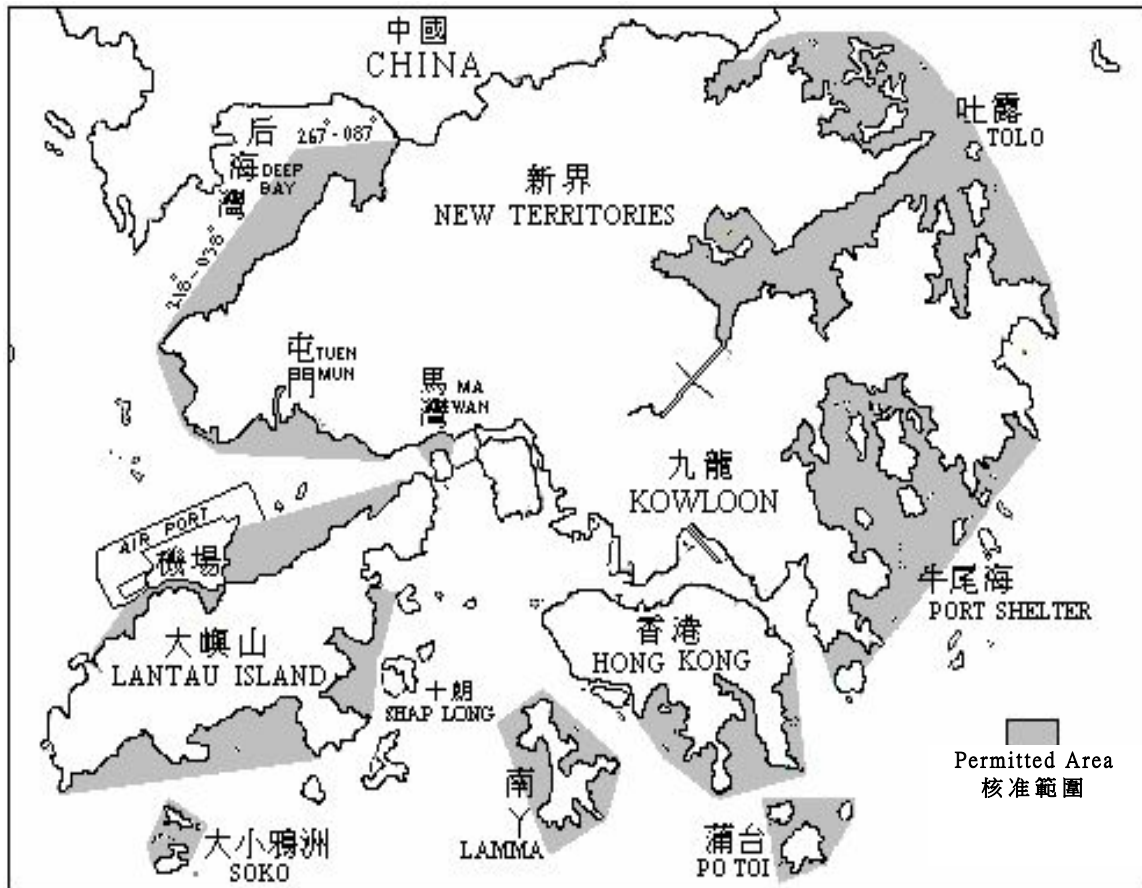 中國
CHINA
吐露
TOLO
后海灣
DEEP
BAY
267°-087°
218°-038°
新界
NEW TERRITORIES
屯門
TUEN
MUN
馬灣
MA
WAN
九龍
KOWLOON
AIR PORT
機場
牛尾海
PORT SHELTER
大嶼山
LANTAU ISLAND
香港
HONG KONG
十朗
SHAP LONG
Permitted Area
核准範圍
南丫
LAMMA
大小鴉洲
SOKO
蒲台
PO TOI